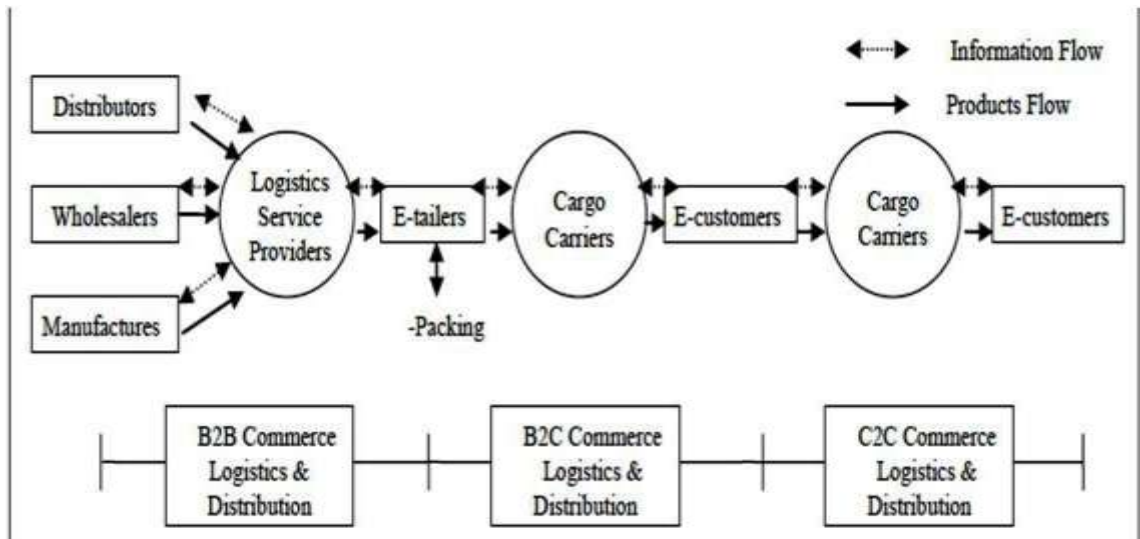 Information Flow
Products Flow
Distributors
Wholesalers
Manufactures
Logistics
Service
Providers
E-tailers
-Packing
Cargo
Carriers
E-customers
Cargo
Carriers
E-customers
B2B Commerce
Logistics &
Distribution
B2C Commerce
Logistics &
Distribution
C2C Commerce
Logistics &
Distribution